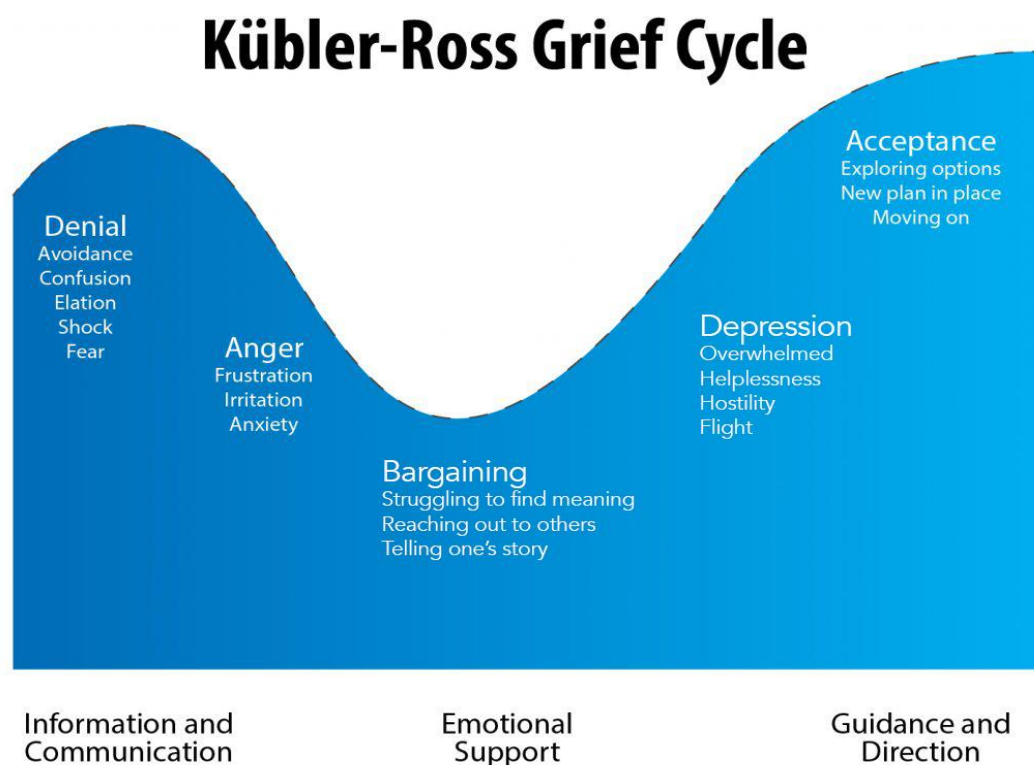 Kübler-Ross Grief Cycle
Denial
Avoidance
Confusion
Elation
Shock
Fear
Anger
Frustration
Irritation
Anxiety
Bargaining
Struggling to find meaning
Reaching out to others
Telling one's story
Depression
Overwhelmed
Helplessness
Hostility
Flight
Acceptance
Exploring options
New plan in place
Moving on
Information and
Communication
Emotional
Support
Guidance and
Direction